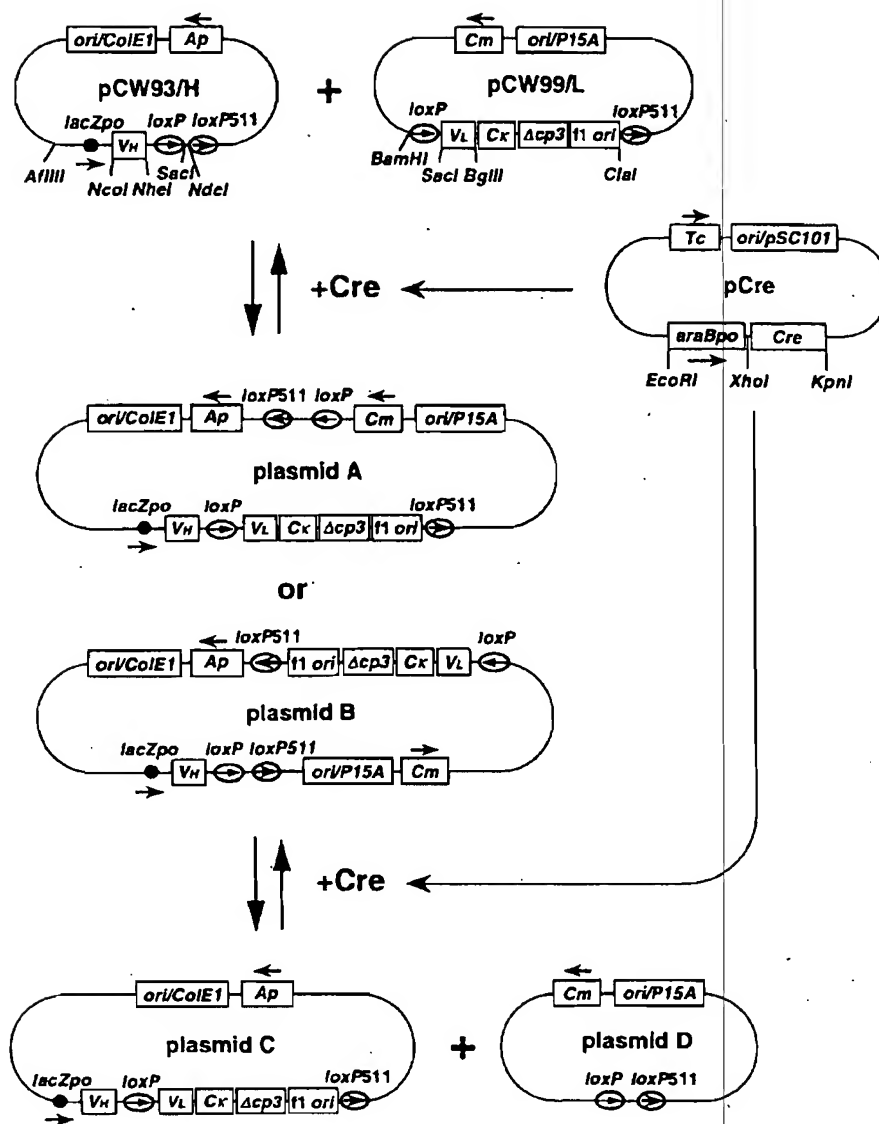 ori/ColE1 Ap
pCW93/H
lacZpo loxP loxP511
VH
AflIII NcoI NheI SacI NdeI
+
Cm ori/P15A
pCW99/L
loxP loxP511
VL Cκ Δcp3 f1 ori
BamHI SacI BglII ClaI
+Cre
Tc ori/pSC101
pCre
araBpo Cre
EcoRI XhoI KpnI
loxP511 loxP
ori/ColE1 Ap Cm ori/P15A
plasmid A
lacZpo loxP loxP511
VH VL Cκ Δcp3 f1 ori
or
loxP511 loxP
ori/ColE1 Ap f1 ori Δcp3 Cκ VL
plasmid B
lacZpo loxP loxP511
VH ori/P15A Cm
+Cre
ori/ColE1 Ap
plasmid C
lacZpo loxP loxP511
VH VL Cκ Δcp3 f1 ori
+
Cm ori/P15A
plasmid D
loxP loxP511